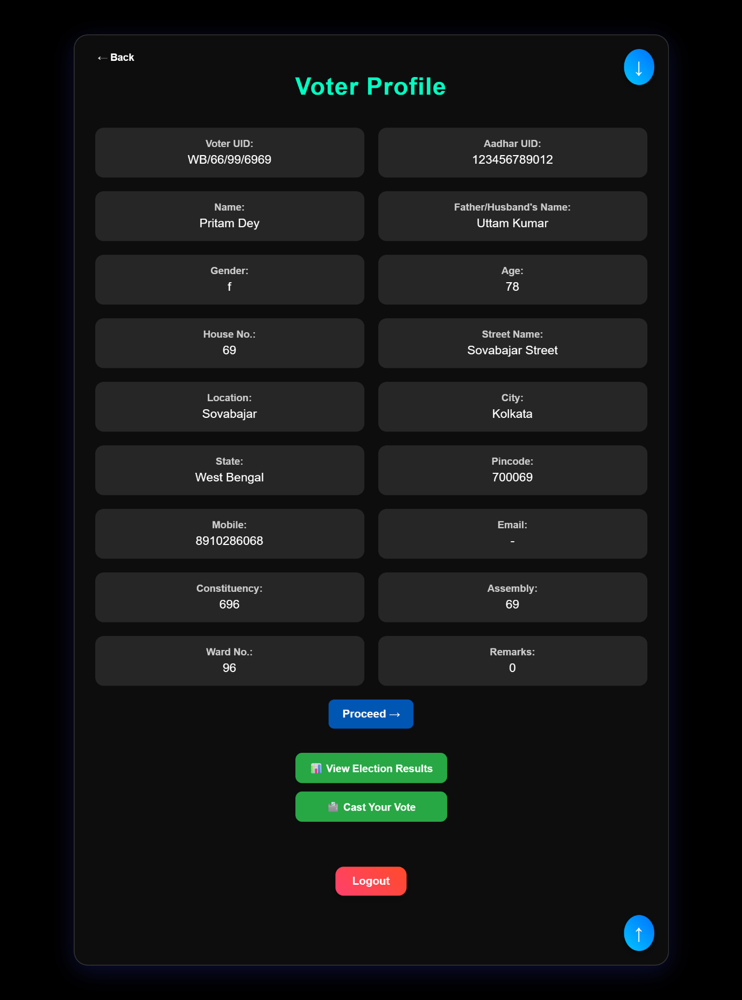 ← Back
↓
Voter Profile
Voter UID:
WB/66/99/6969
Aadhar UID:
123456789012
Name:
Pritam Dey
Father/Husband's Name:
Uttam Kumar
Gender:
f
Age:
78
House No.:
69
Street Name:
Sovabajar Street
Location:
Sovabajar
City:
Kolkata
State:
West Bengal
Pincode:
700069
Mobile:
8910286068
Email:
-
Constituency:
696
Assembly:
69
Ward No.:
96
Remarks:
0
Proceed →
View Election Results
Cast Your Vote
Logout
↑